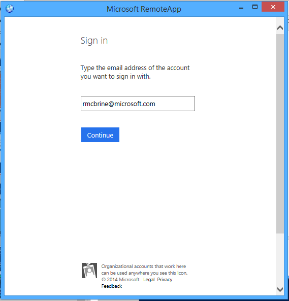 Microsoft RemoteApp
Sign in
Type the email address of the account
you want to sign in with.
rmcbrine@microsoft.com
Continue
Organizational accounts that work here
can be used anywhere you see this icon.
© 2014 Microsoft Legal Privacy
Feedback